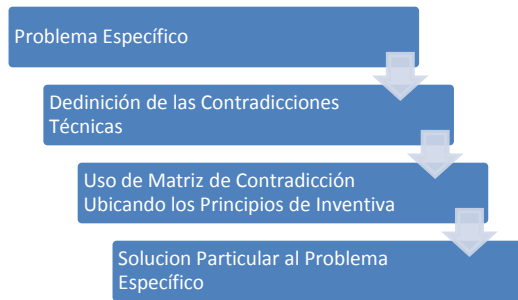 Problema Específico
Dedinición de las Contradicciones
Técnicas
Uso de Matriz de Contradicción
Ubicando los Principios de Inventiva
Solucion Particular al Problema
Específico